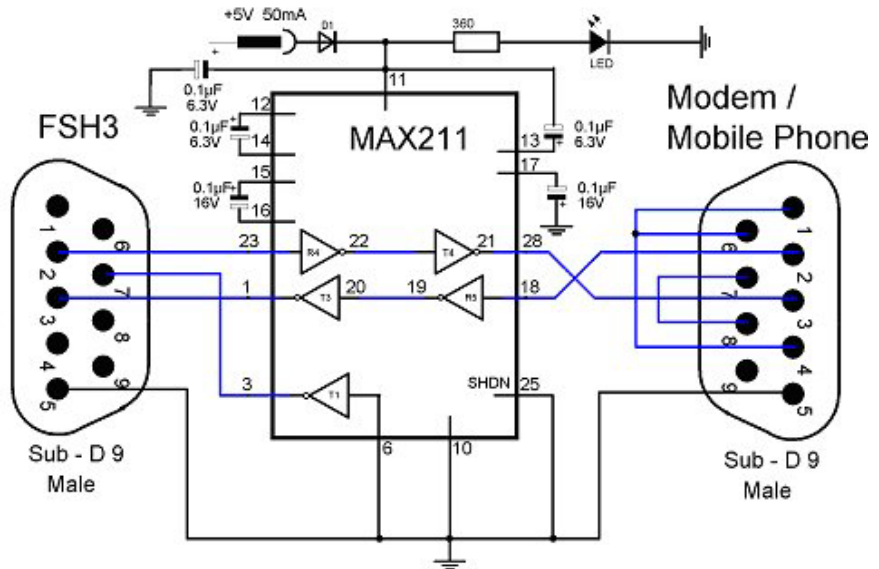 +5V 50mA
+
D1
360
LED
+
0.1µF
6.3V
11
12
0.1µF
6.3V
+
14
15
0.1µF
16V
+
16
MAX211
13
0.1µF
6.3V
+
17
0.1µF
16V
+
FSH3
Modem /
Mobile Phone
1
2
3
4
5
6
7
8
9
23
R4
22
T4
21
28
1
T3
20
19
R5
18
3
T1
SHDN
25
6
10
1
2
3
4
5
6
7
8
9
Sub - D 9
Male
Sub - D 9
Male